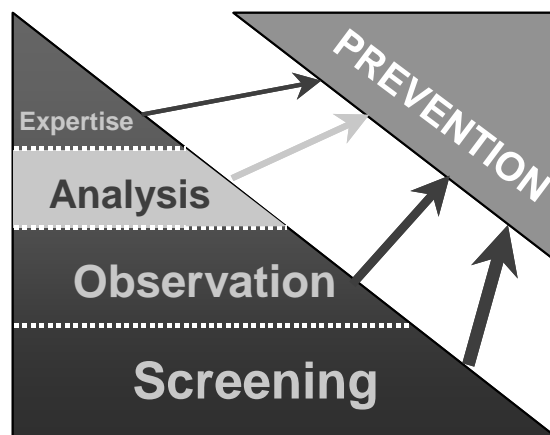 PREVENTION
Expertise
Analysis
Observation
Screening